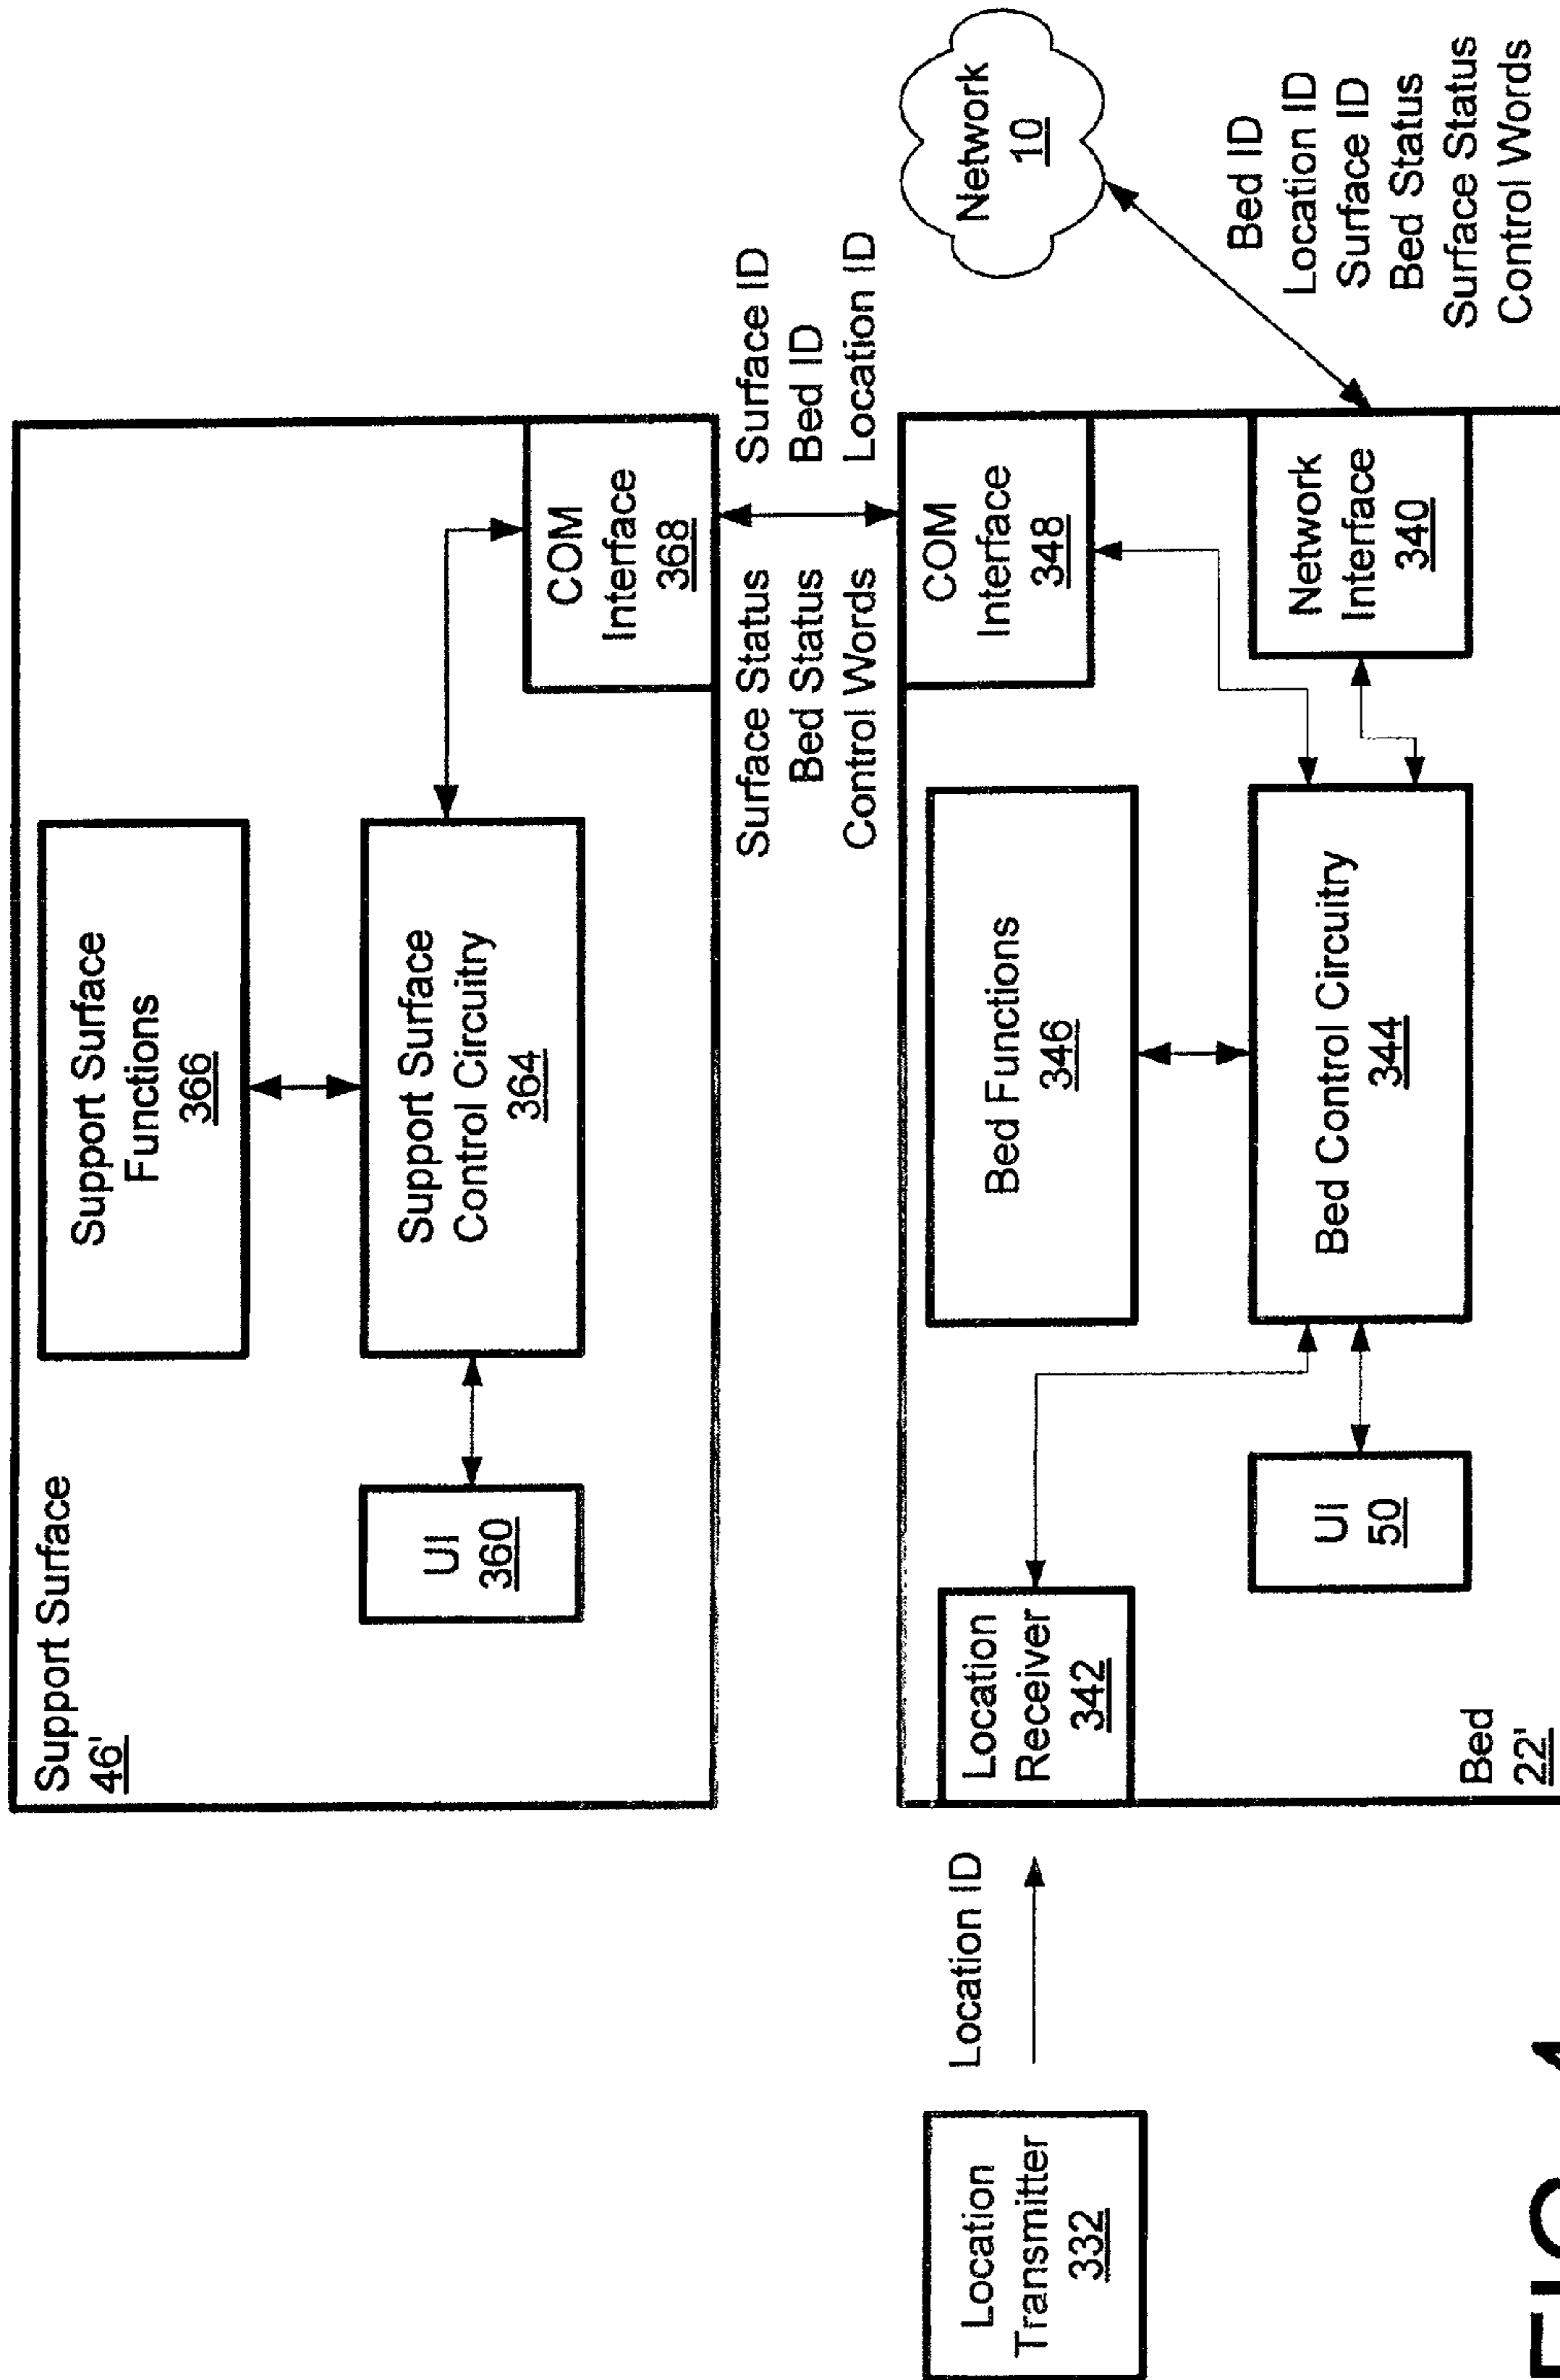 Support Surface
46'
Support Surface
Functions
366
UI
360
Support Surface
Control Circuitry
364
COM
Interface
368
Surface Status
Bed Status
Control Words
Surface ID
Bed ID
Location ID
Location
Transmitter
332
Location ID
Location
Receiver
342
Bed Functions
346
COM
Interface
348
Network
10
UI
50
Bed Control Circuitry
344
Network
Interface
340
Bed ID
Location ID
Surface ID
Bed Status
Surface Status
Control Words
Bed
22'